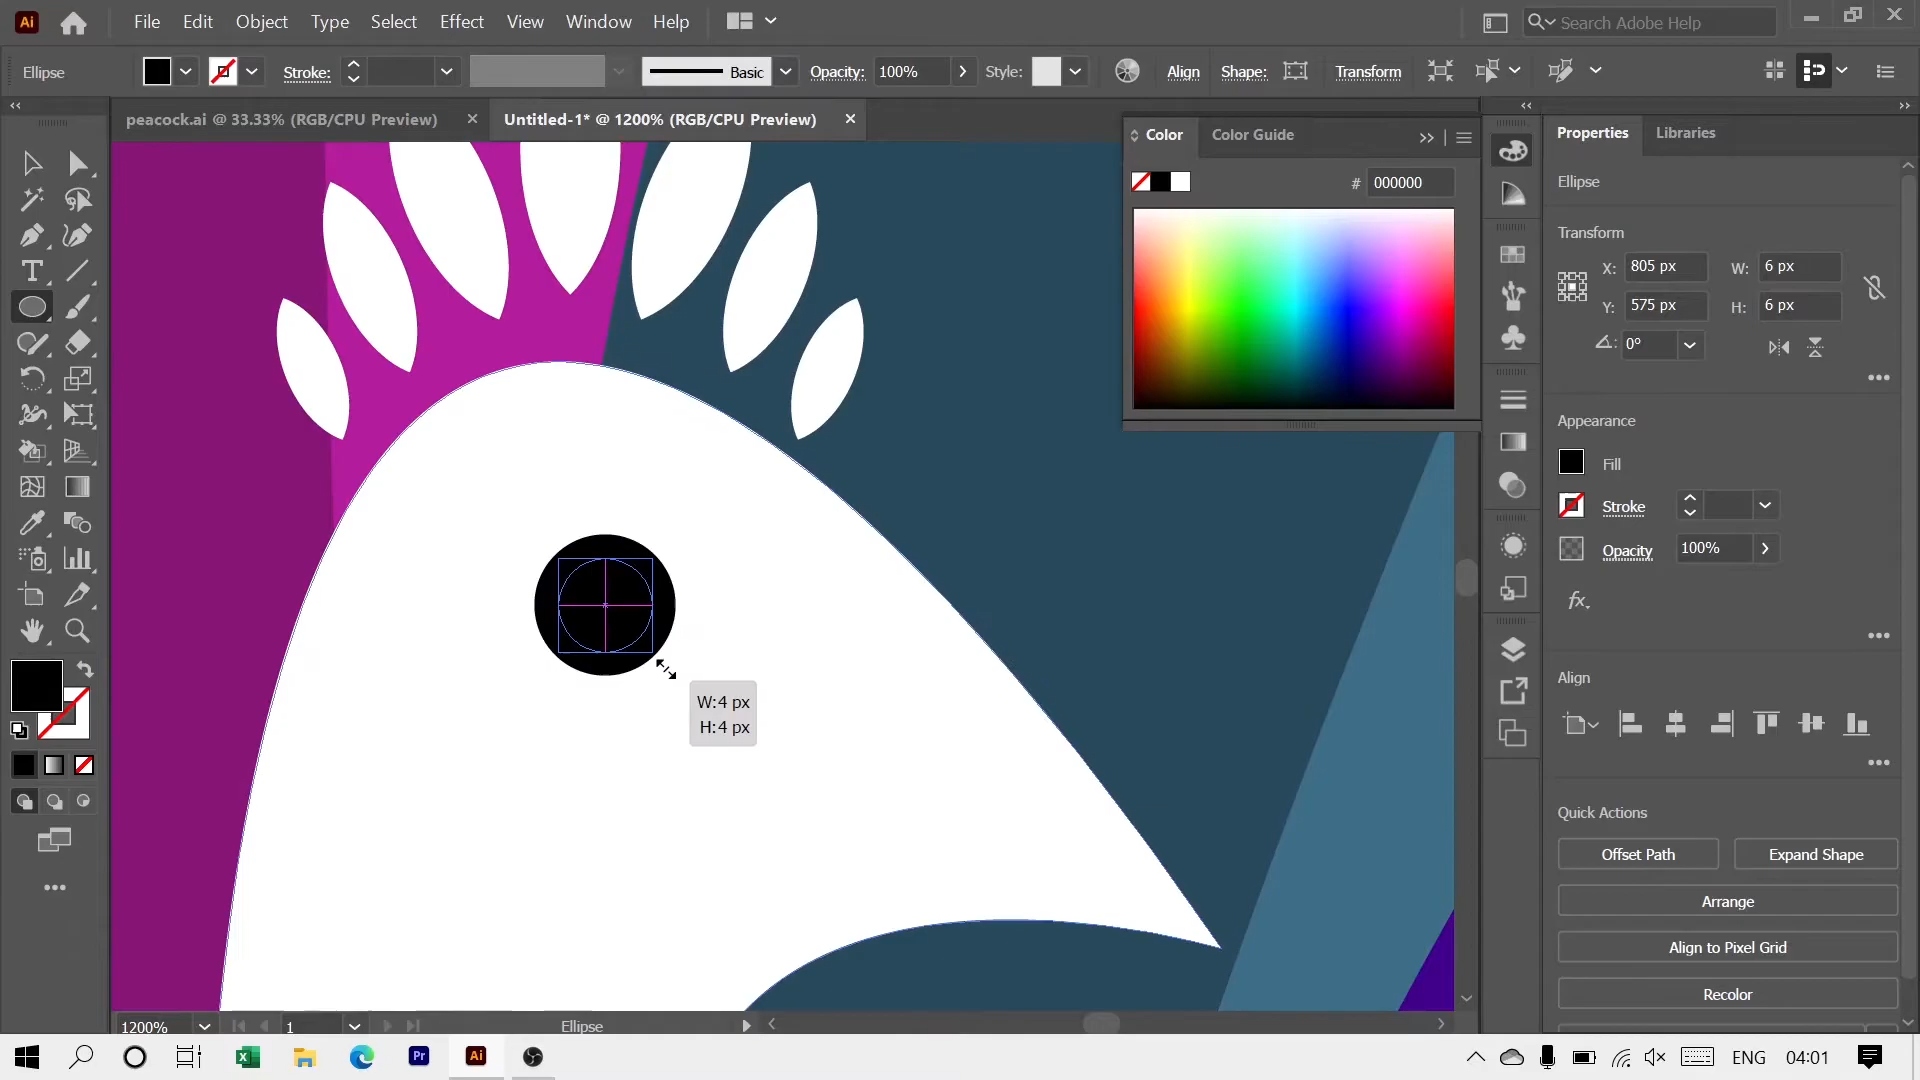 Ai File Edit Object Type Select Effect View Window Help Search Adobe Help
Ellipse Stroke: Basic Opacity: 100% Style: Align Shape: Transform
peacock.ai @ 33.33% (RGB/CPU Preview) Untitled-1* @ 1200% (RGB/CPU Preview)
Color Color Guide
# 000000
W:4 px
H:4 px
Properties Libraries
Ellipse
Transform
X: 805 px W: 6 px
Y: 575 px H: 6 px
0°
Appearance
Fill
Stroke
Opacity 100%
fx.
Align
Quick Actions
Offset Path Expand Shape
Arrange
Align to Pixel Grid
Recolor
1200% 1 Ellipse
Pr Ai ENG 04:01